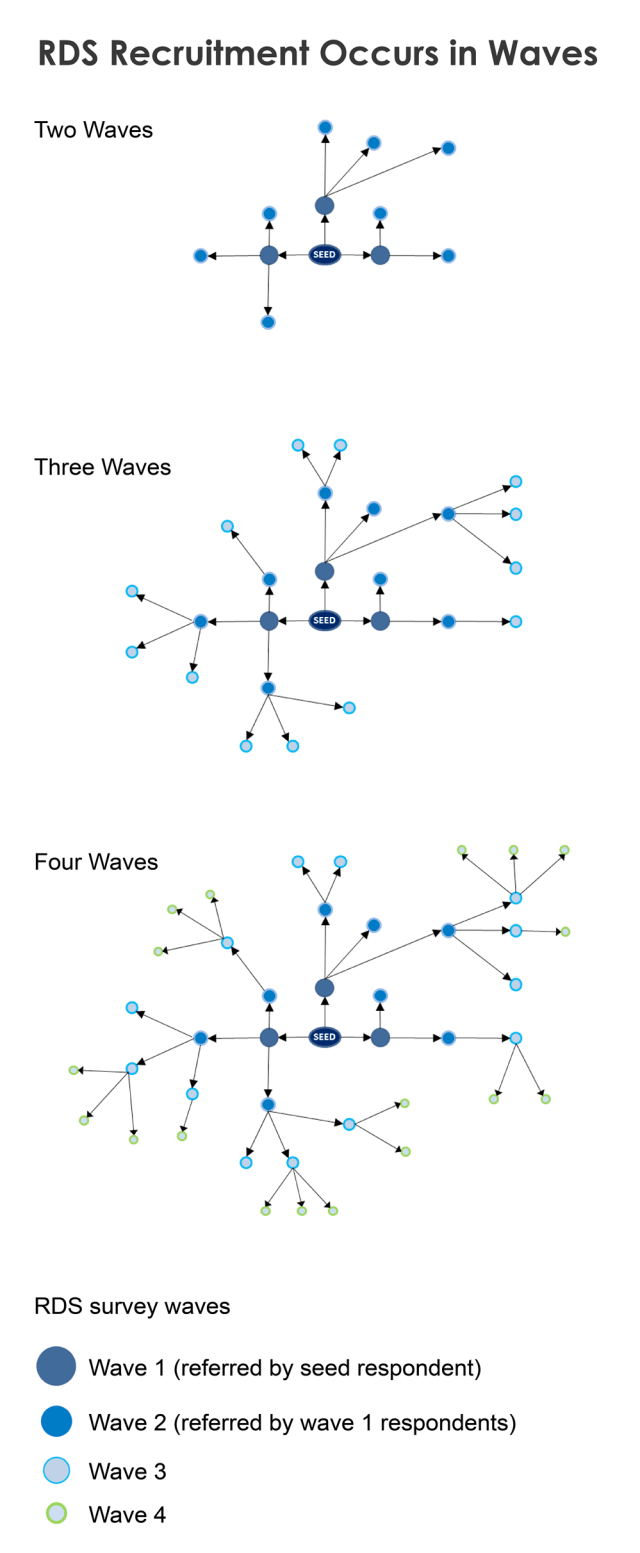 RDS Recruitment Occurs in Waves
Two Waves
SEED
Three Waves
SEED
Four Waves
SEED
RDS survey waves
Wave 1 (referred by seed respondent)
Wave 2 (referred by wave 1 respondents)
Wave 3
Wave 4